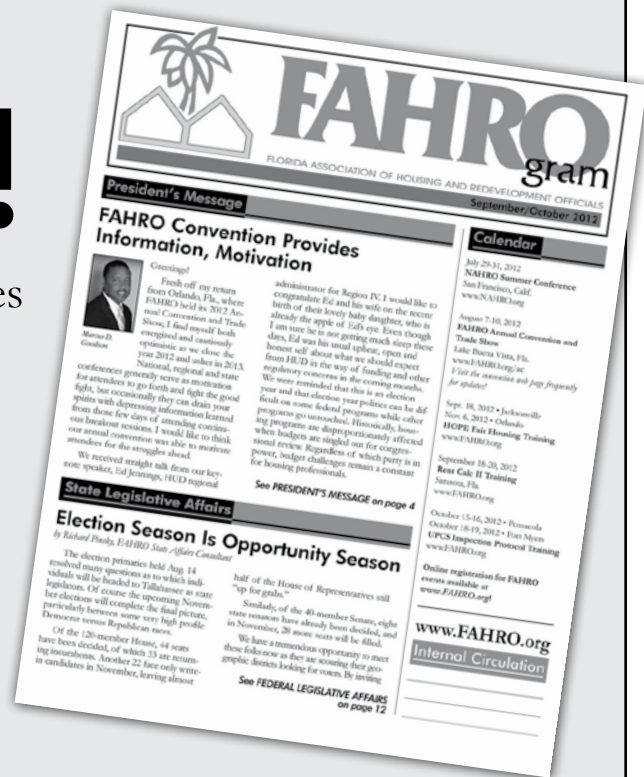 !
es
FAHRO
gram
FLORIDA ASSOCIATION OF HOUSING AND REDEVELOPMENT OFFICIALS
September/October 2012
President's Message
FAHRO Convention Provides
Information, Motivation
Marcus D.
Goodson
Greetings!
Fresh off my return
from Orlando, Fla., where
FAHRO held its 2012 An-
nual Convention and Trade
Show, I find myself both
energized and cautiously
optimistic as we close the
year 2012 and usher in 2013.
National, regional and state
conferences generally serve as motivation
for attendees to go forth and fight the good
fight, but occasionally they can drain your
spirits with depressing information learned
from those few days of attending continu-
ous breakout sessions. I would like to think
our annual convention was able to motivate
attendees for the struggles ahead.
We received straight talk from our key-
note speaker, Ed Jennings, HUD regional
administrator for Region IV. I would like to
congratulate Ed and his wife on the recent
birth of their lovely baby daughter, who is
already the apple of Ed's eye. Even though
I am sure he is not getting much sleep these
days, Ed was his usual upbeat, open and
honest self about what we should expect
from HUD in the way of funding and other
regulatory concerns in the coming months.
We were reminded that this is an election
year and that election year politics can be dif-
ficult on some federal programs while other
programs go untouched. Historically, hous-
ing programs are disproportionately affected
when budgets are singled out for congres-
sional review. Regardless of which party is in
power, budget challenges remain a constant
for housing professionals.
See PRESIDENT'S MESSAGE on page 4
State Legislative Affairs
Election Season Is Opportunity Season
by Richard Pinsky, FAHRO State Affairs Consultant
The election primaries held Aug. 14
resolved many questions as to which indi-
viduals will be headed to Tallahassee as state
legislators. Of course the upcoming Novem-
ber elections will complete the final picture,
particularly between some very high profile
Democrat versus Republican races.
Of the 120-member House, 44 seats
have been decided, of which 33 are return-
ing incumbents. Another 22 face only write-
in candidates in November, leaving almost
half of the House of Representatives still
"up for grabs."
Similarly, of the 40-member Senate, eight
state senators have already been decided, and
in November, 28 more seats will be filled.
We have a tremendous opportunity to meet
these folks now as they are scouring their geo-
graphic districts looking for voters. By inviting
See FEDERAL LEGISLATIVE AFFAIRS
on page 12
Calendar
July 29-31, 2012
NAHRO Summer Conference
San Francisco, Calif.
www.NAHRO.org
August 7-10, 2012
FAHRO Annual Convention and
Trade Show
Lake Buena Vista, Fla.
www.FAHRO.org/ac
Visit the convention web page frequently
for updates!
Sept. 18, 2012 • Jacksonville
Nov. 6, 2012 • Orlando
HOPE Fair Housing Training
www.FAHRO.org
September 18-20, 2012
Rent Calc II Training
Sarasota, Fla.
www.FAHRO.org
October 15-16, 2012 • Pensacola
October 18-19, 2012 • Fort Myers
UPCS Inspection Protocol Training
www.FAHRO.org
Online registration for FAHRO
events available at
www.FAHRO.org!
www.FAHRO.org
Internal Circulation